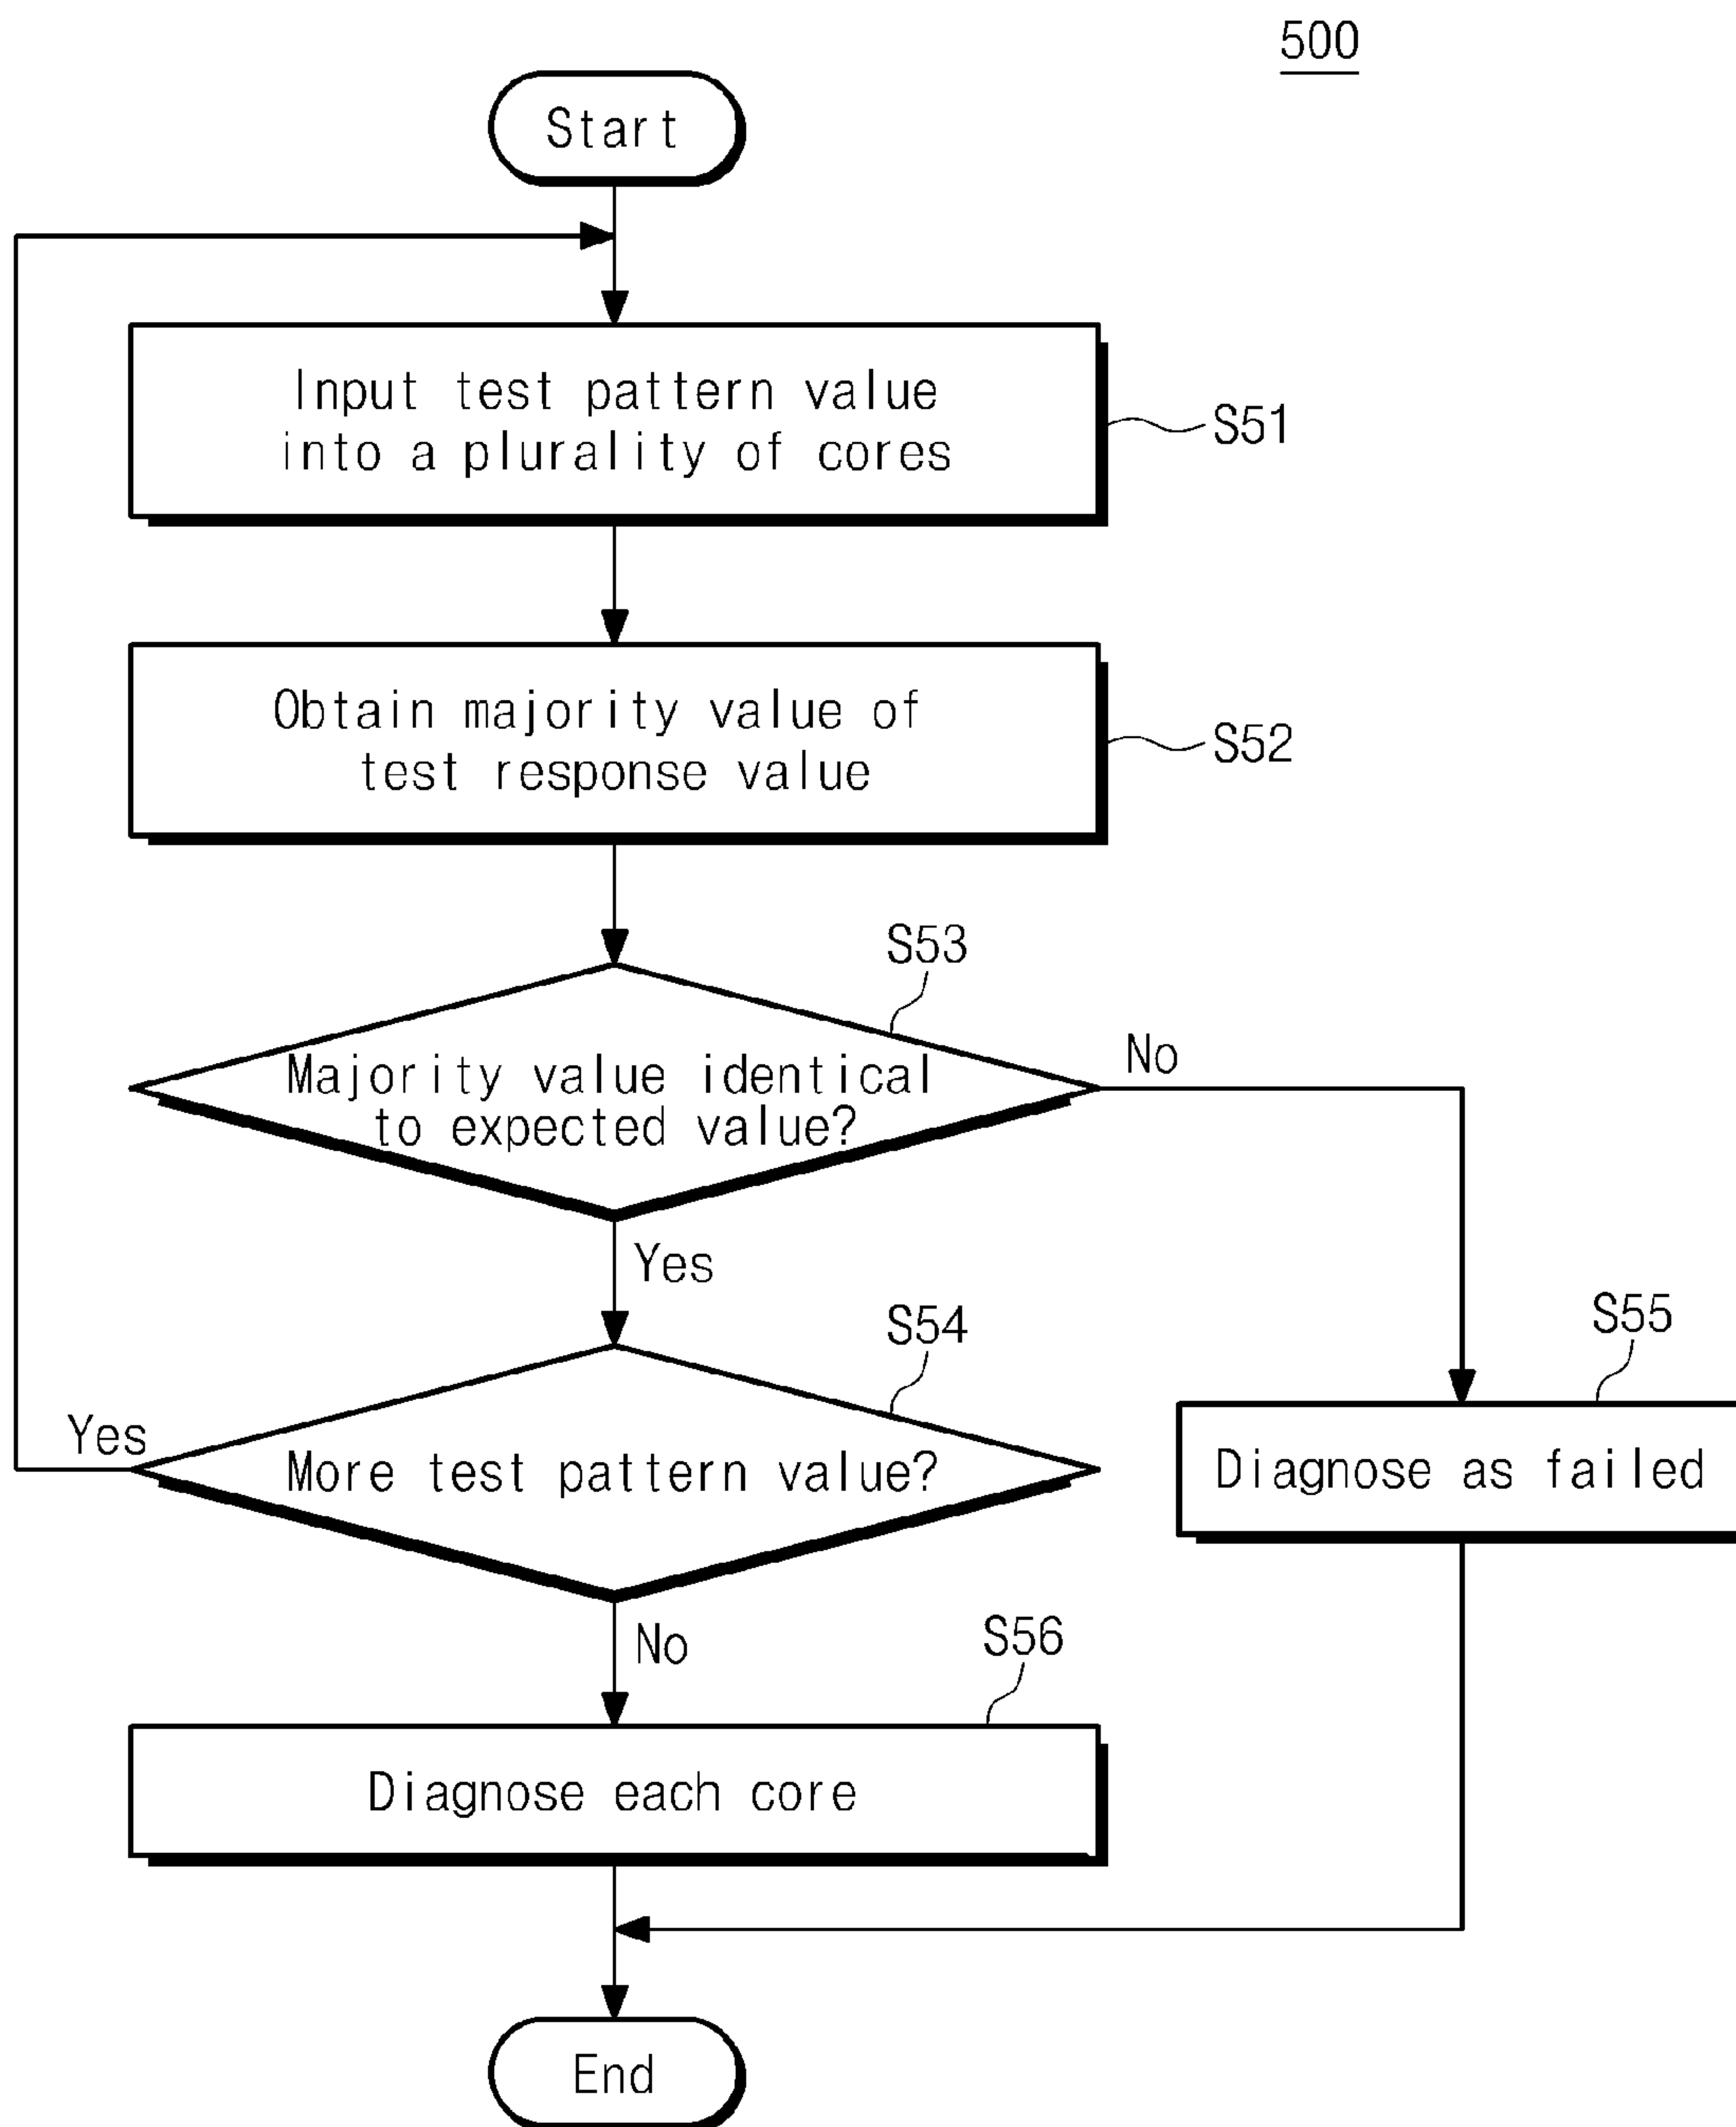 500
Start
Input test pattern value
into a plurality of cores
S51
Obtain majority value of
test response value
S52
S53
Majority value identical
to expected value?
No
Yes
S54
S55
Yes
More test pattern value?
Diagnose as failed
No
S56
Diagnose each core
End